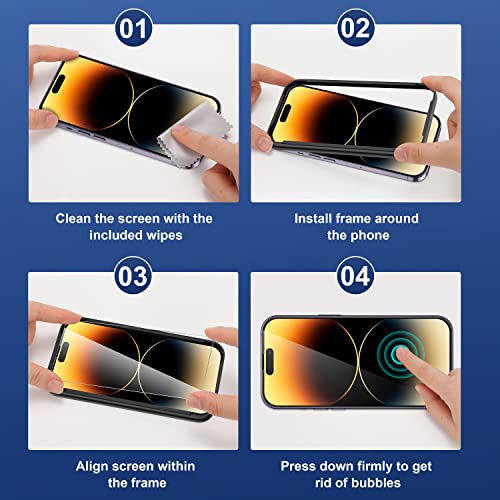 01
Clean the screen with the
included wipes
02
Install frame around
the phone
03
Align screen within
the frame
04
Press down firmly to get
rid of bubbles